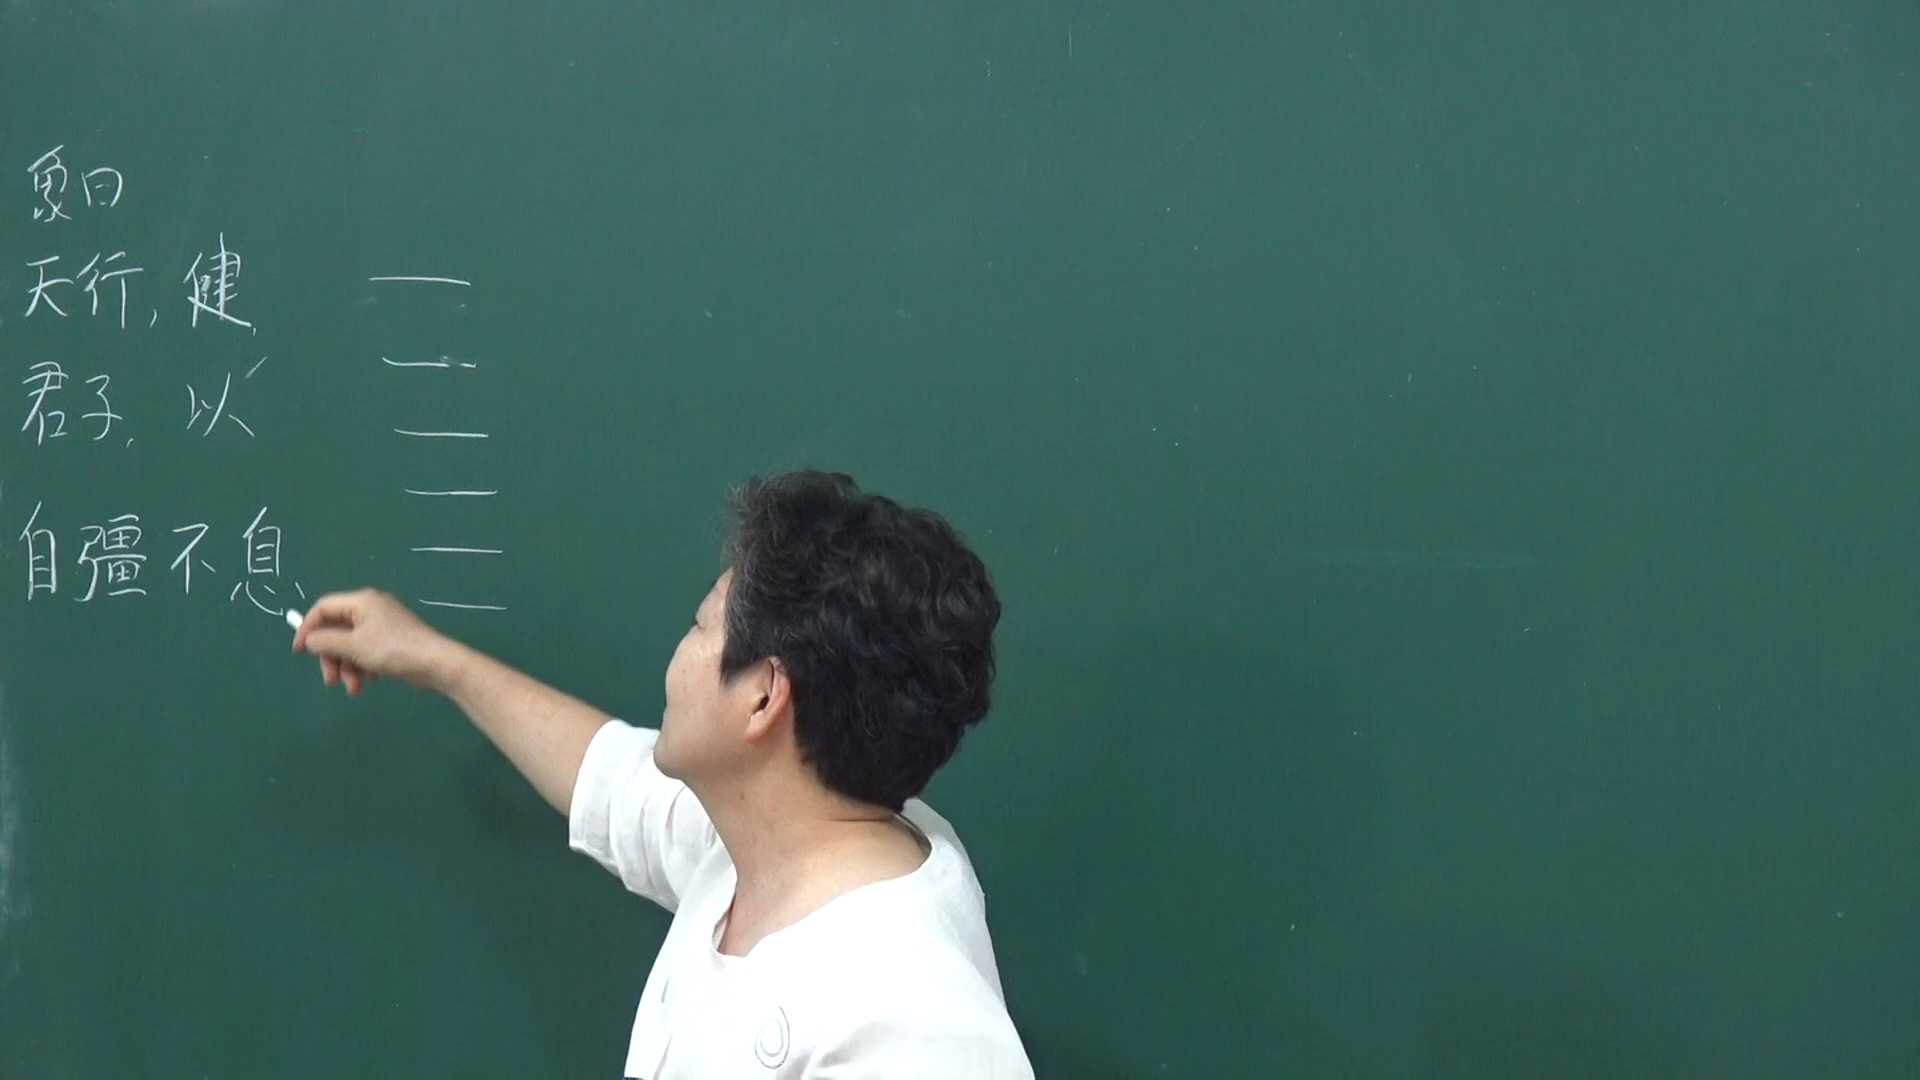 象曰
天行, 健,
君子, 以
自彊不息